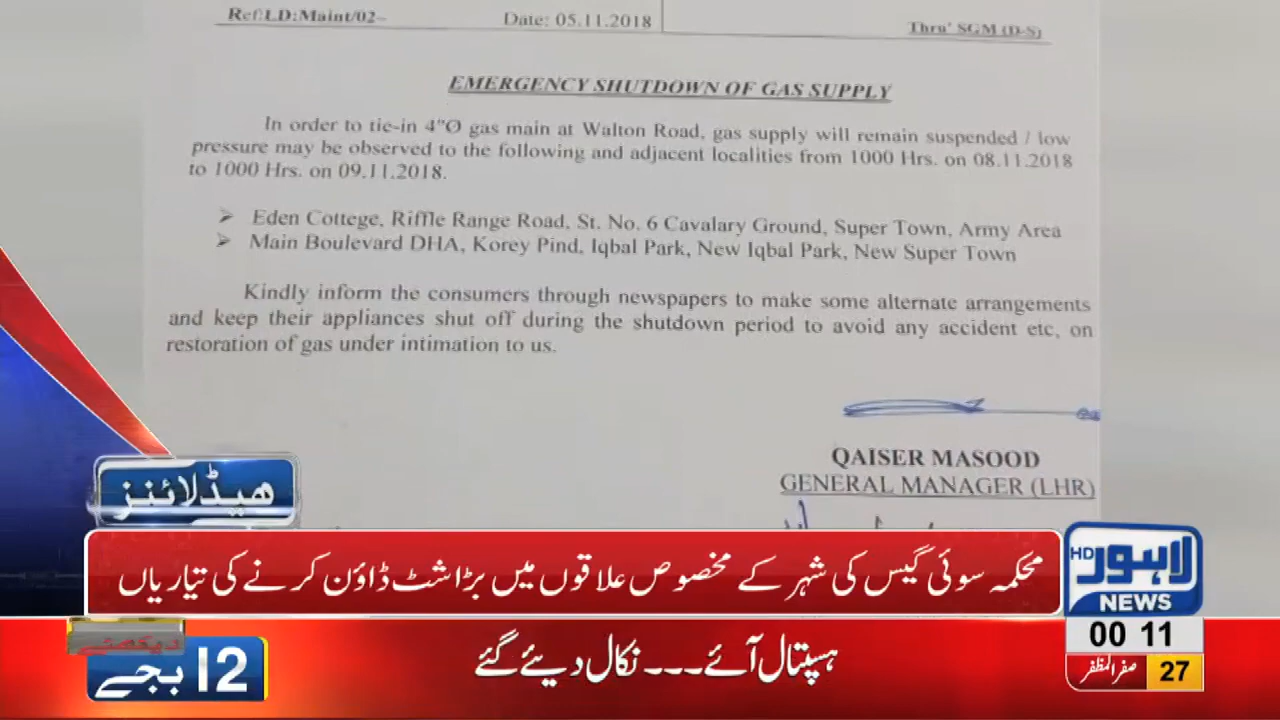 Ref:LD:Maint/02-
Date: 05.11.2018
Thru' SGM (D-S)
EMERGENCY SHUTDOWN OF GAS SUPPLY
In order to tie-in 4"Ø gas main at Walton Road, gas supply will remain suspended / low
pressure may be observed to the following and adjacent localities from 1000 Hrs. on 08.11.2018
to 1000 Hrs. on 09.11.2018.
➢ Eden Cottege, Riffle Range Road, St. No. 6 Cavalary Ground, Super Town, Army Area
➢ Main Boulevard DHA, Korey Pind, Iqbal Park, New Iqbal Park, New Super Town
Kindly inform the consumers through newspapers to make some alternate arrangements
and keep their appliances shut off during the shutdown period to avoid any accident etc, on
restoration of gas under intimation to us.
QAISER MASOOD
GENERAL MANAGER (LHR)
ہیڈلائنز
محکمہ سوئی گیس کی شہر کے مخصوص علاقوں میں بڑا شٹ ڈاؤن کرنے کی تیاریاں
لاہور HD
NEWS
00 11
دیکھئے
12 بجے
ہسپتال آئے۔۔۔ نکال دیئے گئے
27 صفر المظفر